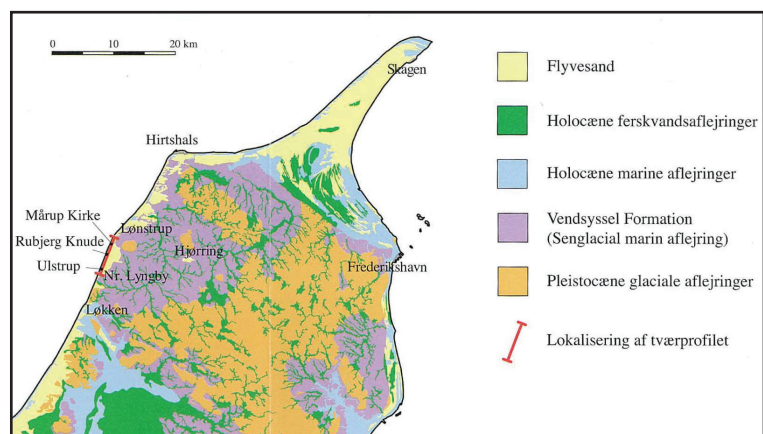 0 10 20 km
Skagen
Hirtshals
Mårup Kirke
Lønstrup
Rubjerg Knude
Hjørring
Ulstrup
Nr. Lyngby
Frederikshavn
Løkken
Flyvesand
Holocæne ferskvandsaflejringer
Holocæne marine aflejringer
Vendsyssel Formation
(Senglacial marin aflejring)
Pleistocæne glaciale aflejringer
Lokalisering af tværprofilet